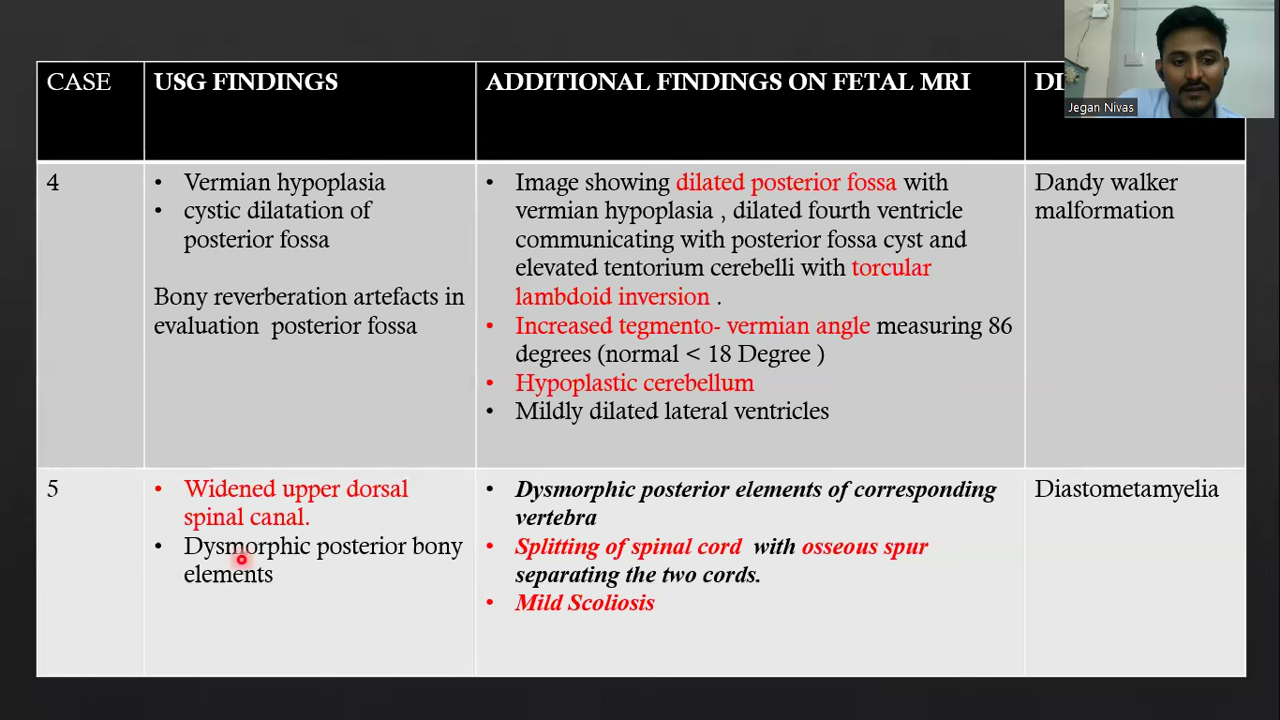 CASE
USG FINDINGS
ADDITIONAL FINDINGS ON FETAL MRI
Jegan Nivas
4
• Vermian hypoplasia
• cystic dilatation of
posterior fossa
Bony reverberation artefacts in
evaluation posterior fossa
• Image showing dilated posterior fossa with
vermian hypoplasia , dilated fourth ventricle
communicating with posterior fossa cyst and
elevated tentorium cerebelli with torcular
lambdoid inversion .
• Increased tegmento- vermian angle measuring 86
degrees (normal < 18 Degree )
• Hypoplastic cerebellum
• Mildly dilated lateral ventricles
Dandy walker
malformation
5
• Widened upper dorsal
spinal canal.
• Dysmorphic posterior bony
elements
• Dysmorphic posterior elements of corresponding
vertebra
• Splitting of spinal cord with osseous spur
separating the two cords.
• Mild Scoliosis
Diastometamyelia